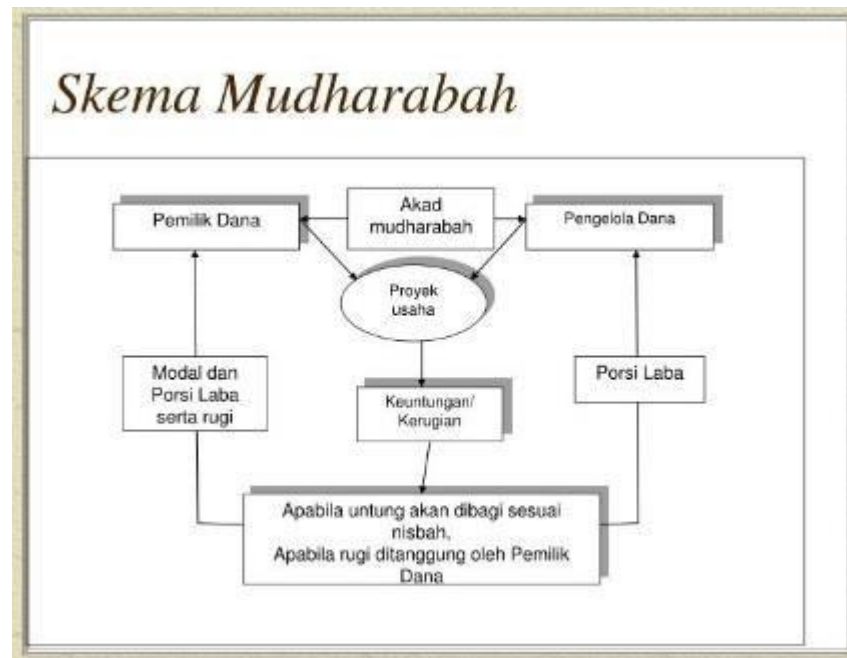 Skema Mudharabah
Pemilik Dana
Akad
mudharabah
Pengelola Dana
Proyek
usaha
Modal dan
Porsi Laba
serta rugi
Keuntungan/
Kerugian
Porsi Laba
Apabila untung akan dibagi sesuai
nisbah,
Apabila rugi ditanggung oleh Pemilik
Dana